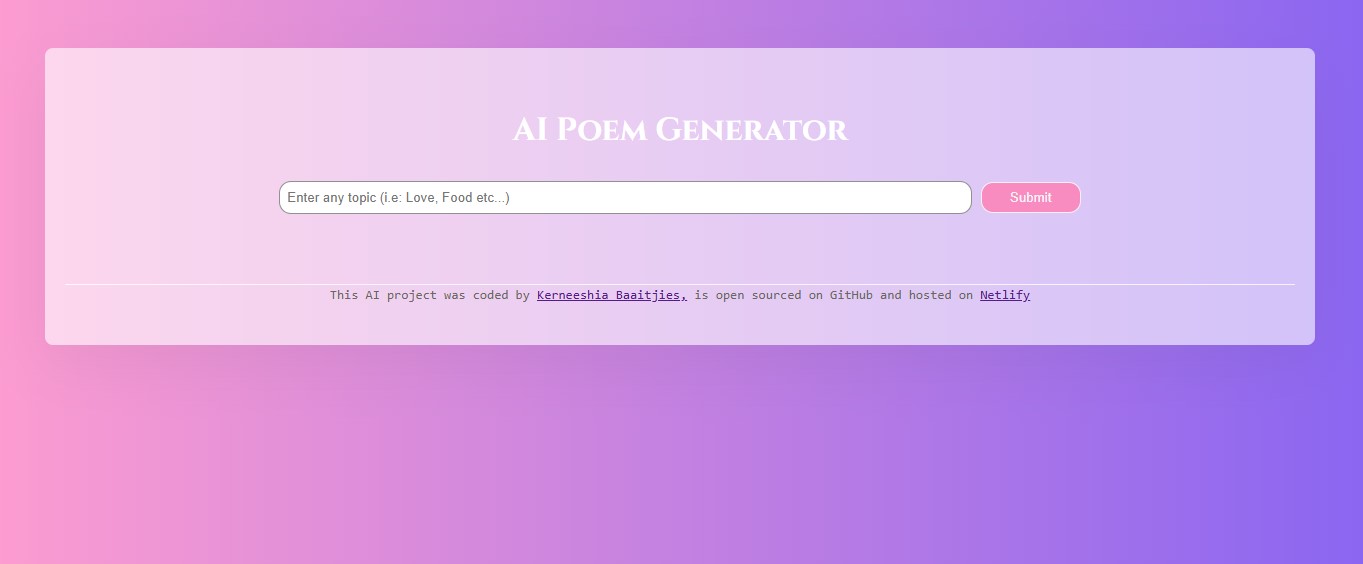 AI Poem Generator
Enter any topic (i.e: Love, Food etc...)
Submit
This AI project was coded by Kerneeshia Baaitjies, is open sourced on GitHub and hosted on Netlify